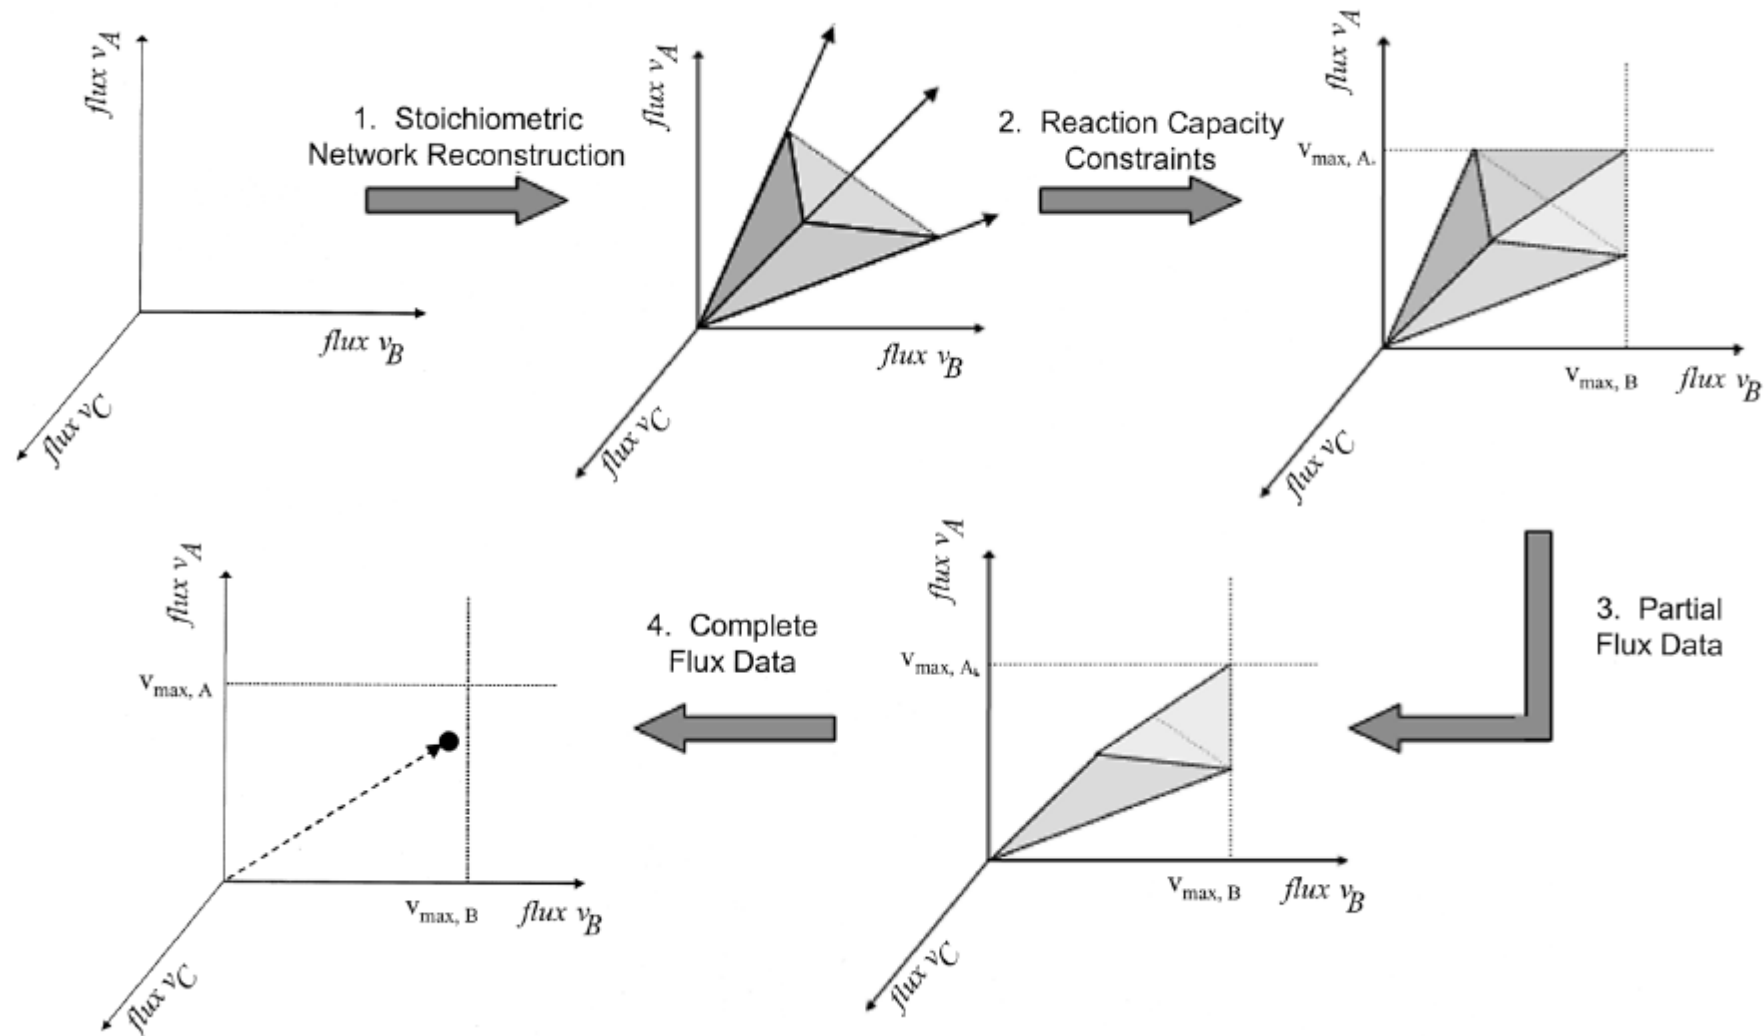 flux vA
flux vB
flux vC
1. Stoichiometric
Network Reconstruction
flux vA
flux vB
flux vC
2. Reaction Capacity
Constraints
flux vA
vmax, A
vmax, B
flux vB
flux vC
3. Partial
Flux Data
flux vA
vmax, A
vmax, B
flux vB
flux vC
4. Complete
Flux Data
flux vA
vmax, A
vmax, B
flux vB
flux vC